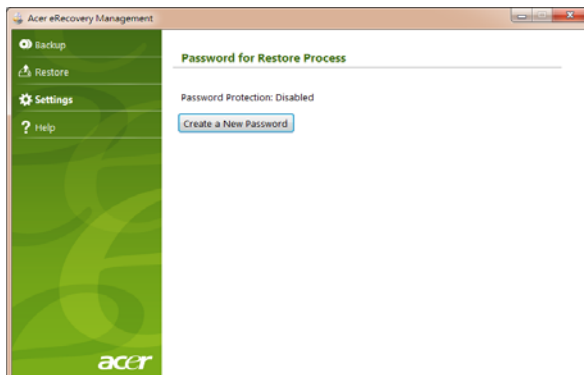 Acer eRecovery Management
Backup
Restore
Settings
? Help
Password for Restore Process
Password Protection: Disabled
Create a New Password
acer